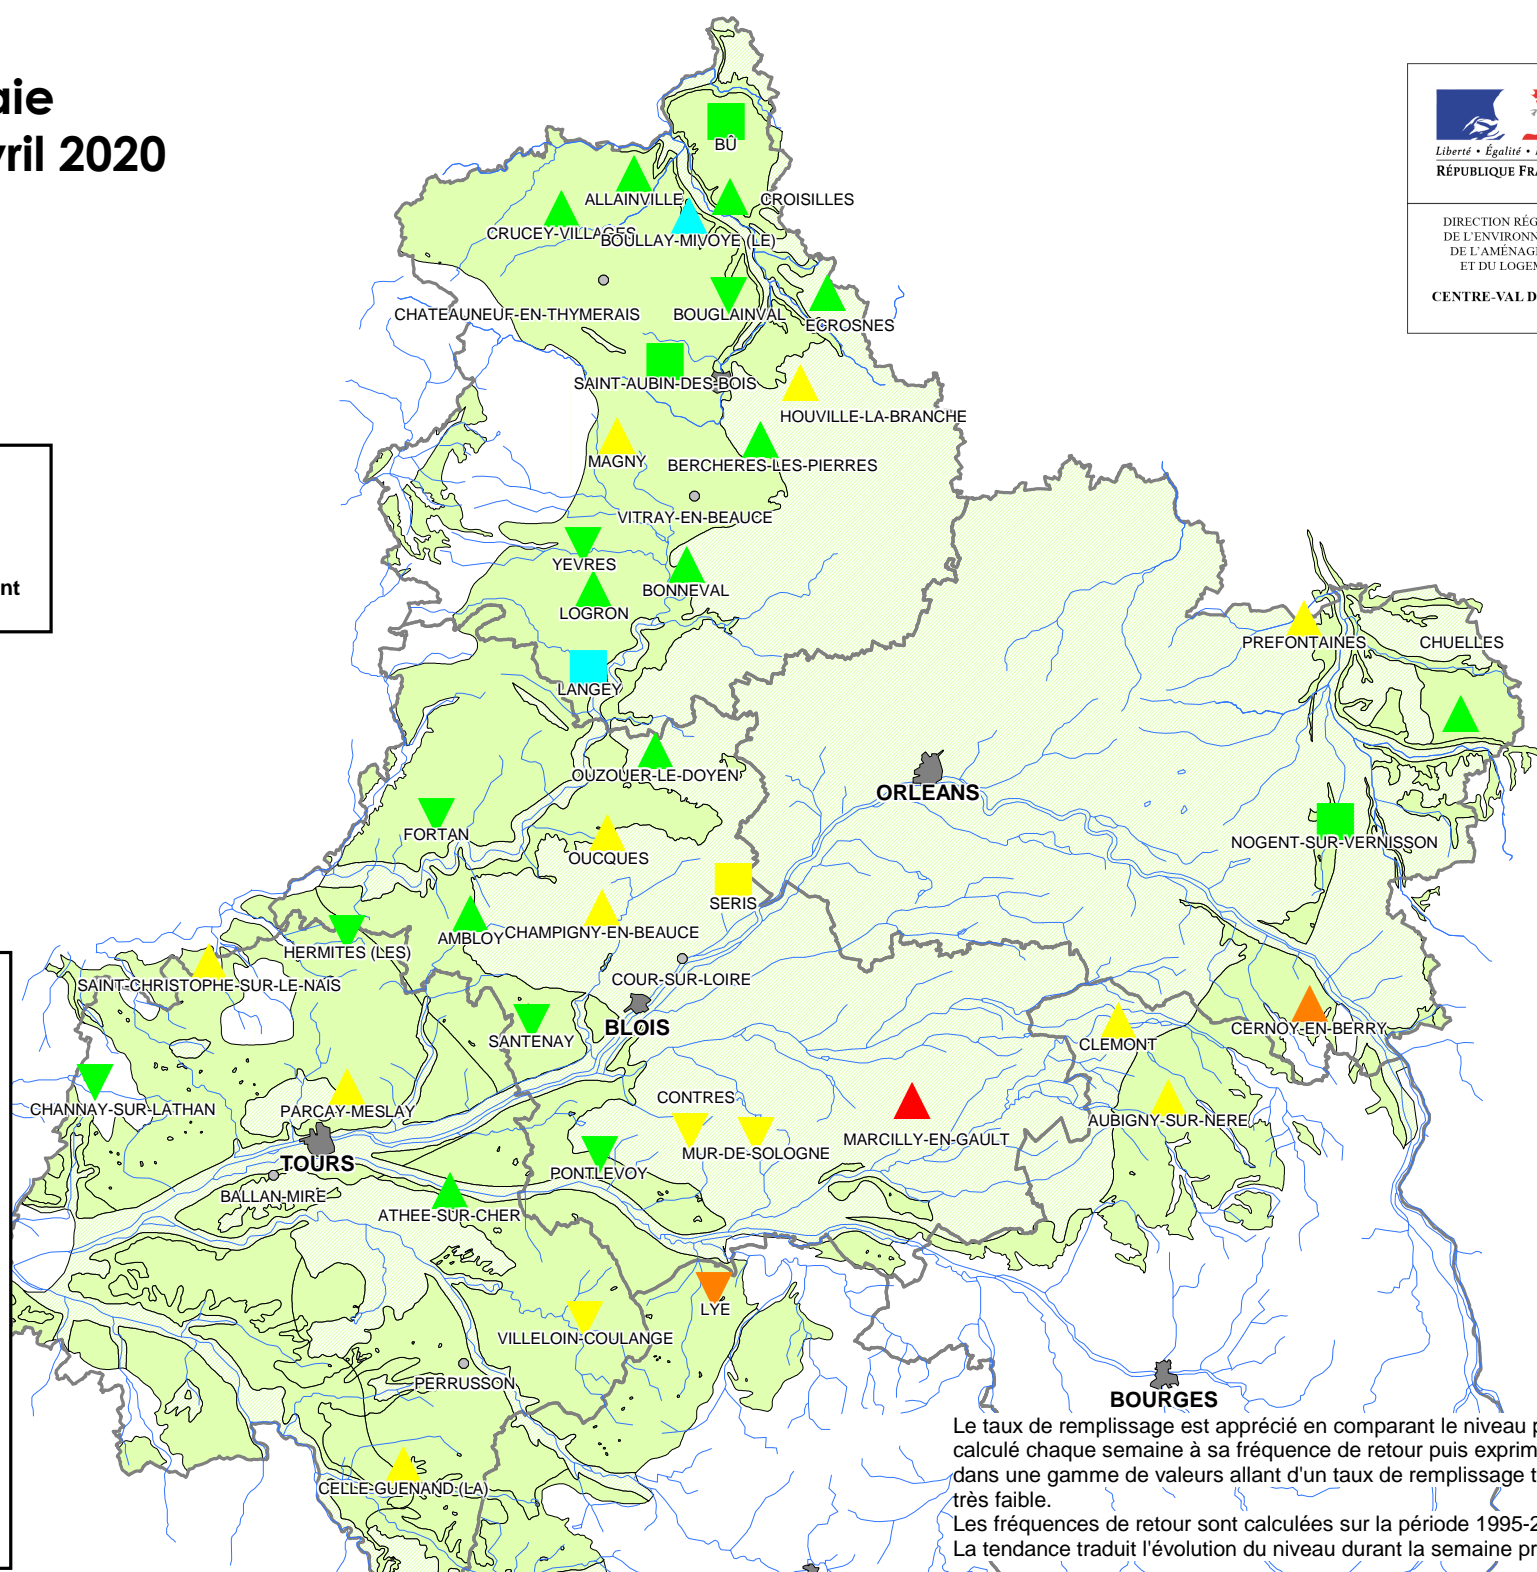 aie
vril 2020
Liberté • Égalité •
RÉPUBLIQUE FRA
DIRECTION RÉG
DE L'ENVIRONN
DE L'AMÉNAG
ET DU LOGEM
CENTRE-VAL D
BÛ
ALLAINVILLE
CROISILLES
CRUCEY-VILLAGES
BOULLAY-MIVOYE (LE)
CHATEAUNEUF-EN-THYMERAIS
BOUGLAINVAL
ECROSNES
SAINT-AUBIN-DES-BOIS
HOUVILLE-LA-BRANCHE
MAGNY
BERCHERES-LES-PIERRES
VITRAY-EN-BEAUCE
YEVRES
BONNEVAL
nt
LOGRON
PREFONTAINES
CHUELLES
LANGEY
OUZOUER-LE-DOYEN
ORLEANS
FORTAN
NOGENT-SUR-VERNISSON
OUCQUES
SERIS
AMBLOY
CHAMPIGNY-EN-BEAUCE
HERMITES (LES)
COUR-SUR-LOIRE
SAINT-CHRISTOPHE-SUR-LE-NAIS
BLOIS
CERNOY-EN-BERRY
SANTENAY
CLEMONT
CONTRES
CHANNAY-SUR-LATHAN
PARCAY-MESLAY
AUBIGNY-SUR-NERE
MARCILLY-EN-GAULT
MUR-DE-SOLOGNE
TOURS
PONTLEVOY
BALLAN-MIRE
ATHEE-SUR-CHER
LYE
VILLELOIN-COULANGE
PERRUSSON
BOURGES
CELLE-GUENAND (LA)
Le taux de remplissage est apprécié en comparant le niveau p
calculé chaque semaine à sa fréquence de retour puis exprim
dans une gamme de valeurs allant d'un taux de remplissage t
très faible.
Les fréquences de retour sont calculées sur la période 1995-2
La tendance traduit l'évolution du niveau durant la semaine pr